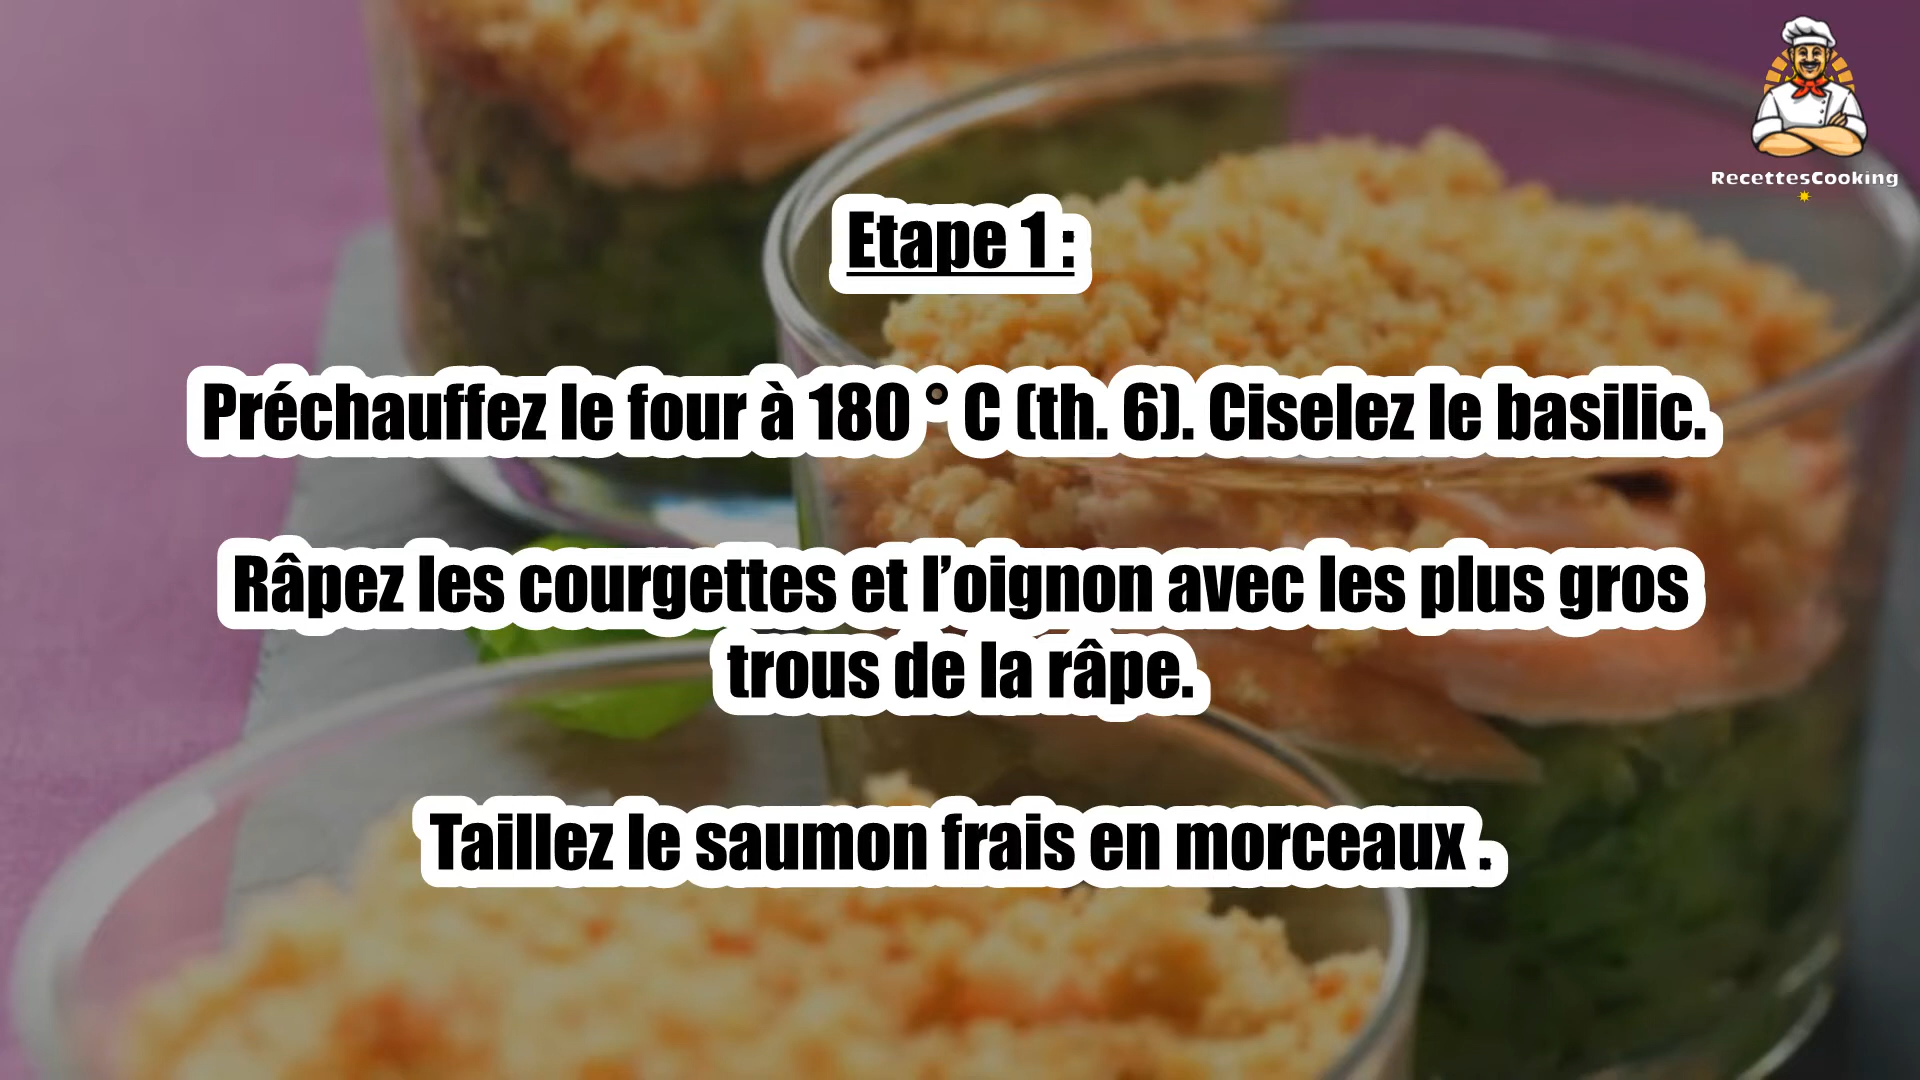 RecettesCooking
Etape 1 :
Préchauffez le four à 180 ° C (th. 6). Ciselez le basilic.
Râpez les courgettes et l’oignon avec les plus gros
trous de la râpe.
Taillez le saumon frais en morceaux .